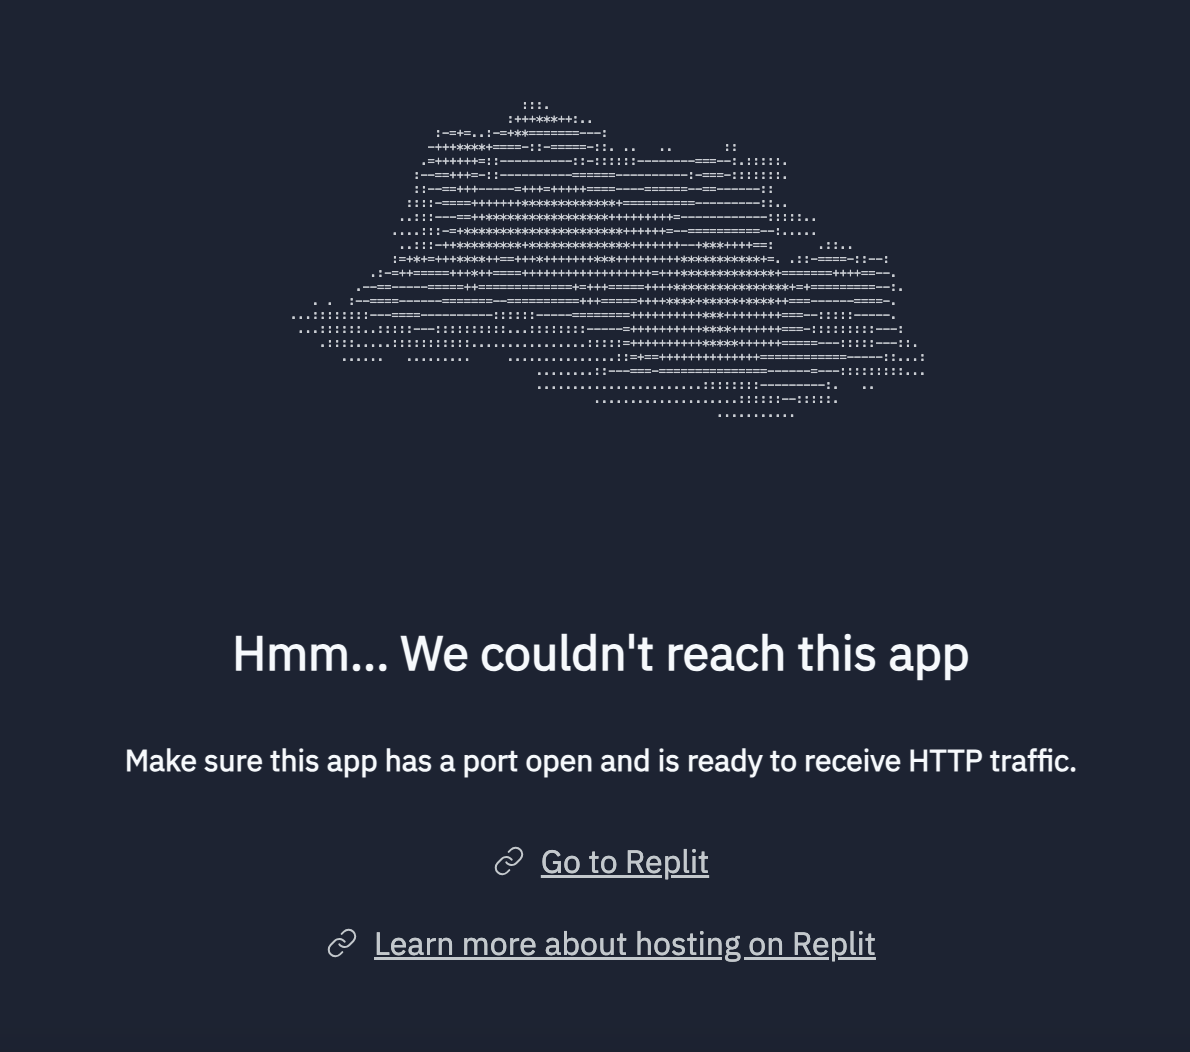 Hmm... We couldn't reach this app
Make sure this app has a port open and is ready to receive HTTP traffic.
Go to Replit
Learn more about hosting on Replit